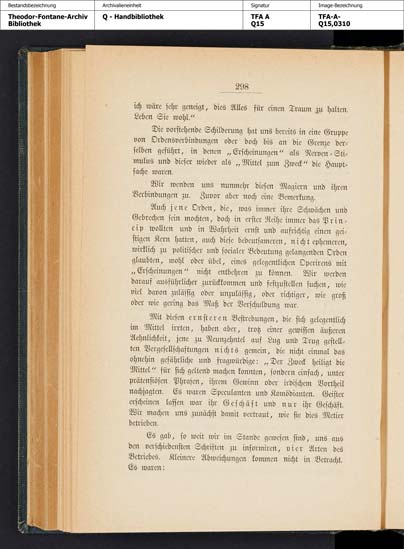 Bestandsbezeichnung Archivalieneinheit Signatur Image-Bezeichnung
Theodor-Fontane-Archiv Q - Handbibliothek TFA A TFA-A-
Bibliothek Q15 Q15,0310
298
ich wäre sehr geneigt, dies Alles für einen Traum zu halten.
Leben Sie wohl."
Die vorstehende Schilderung hat uns bereits in eine Gruppe
von Ordensverbindungen oder doch bis an die Grenze der-
selben geführt, in denen „Erscheinungen" als Nerven-Sti-
mulus und dieser wieder als „Mittel zum Zweck" die Haupt-
sache waren.
Wir wenden uns nunmehr diesen Magiern und ihren
Verbindungen zu. Zuvor aber noch eine Bemerkung.
Auch jene Orden, die, was immer ihre Schwächen und
Gebrechen sein mochten, doch in erster Reihe immer das Prin-
cip wollten und in Wahrheit ernst und aufrichtig einen gei-
stigen Kern hatten, auch diese bedeutsameren, nicht ephemeren,
wirklich zu politischer und socialer Bedeutung gelangenden Orden
glaubten, wohl oder übel, eines gelegentlichen Operirens mit
„Erscheinungen" nicht entbehren zu können. Wir werden
darauf ausführlicher zurückkommen und festzustellen suchen, wie
viel davon zulässig oder unzulässig, oder richtiger, wie groß
oder wie gering das Maß der Verschuldung war.
Mit diesen ernsteren Bestrebungen, die sich gelegentlich
im Mittel irrten, haben aber, trotz einer gewissen äußeren
Aehnlichkeit, jene zu Neunzehntel auf Lug und Trug gestell-
ten Vergesellschaftungen nichts gemein, die nicht einmal das
ohnehin gefährliche und fragwürdige: „Der Zweck heiligt die
Mittel" für sich geltend machen konnten, sondern einfach, unter
prätensiösen Phrasen, ihrem Gewinn oder irdischem Vortheil
nachjagten. Es waren Speculanten und Komödianten. Geister
erscheinen lassen war ihr Geschäft und nur ihr Geschäft.
Wir machen uns zunächst damit vertraut, wie sie dies Metier
betrieben.
Es gab, so weit wir im Stande gewesen sind, uns aus
den verschiedensten Schriften zu informiren, vier Arten des
Betriebes. Kleinere Abweichungen kommen nicht in Betracht.
Es waren: